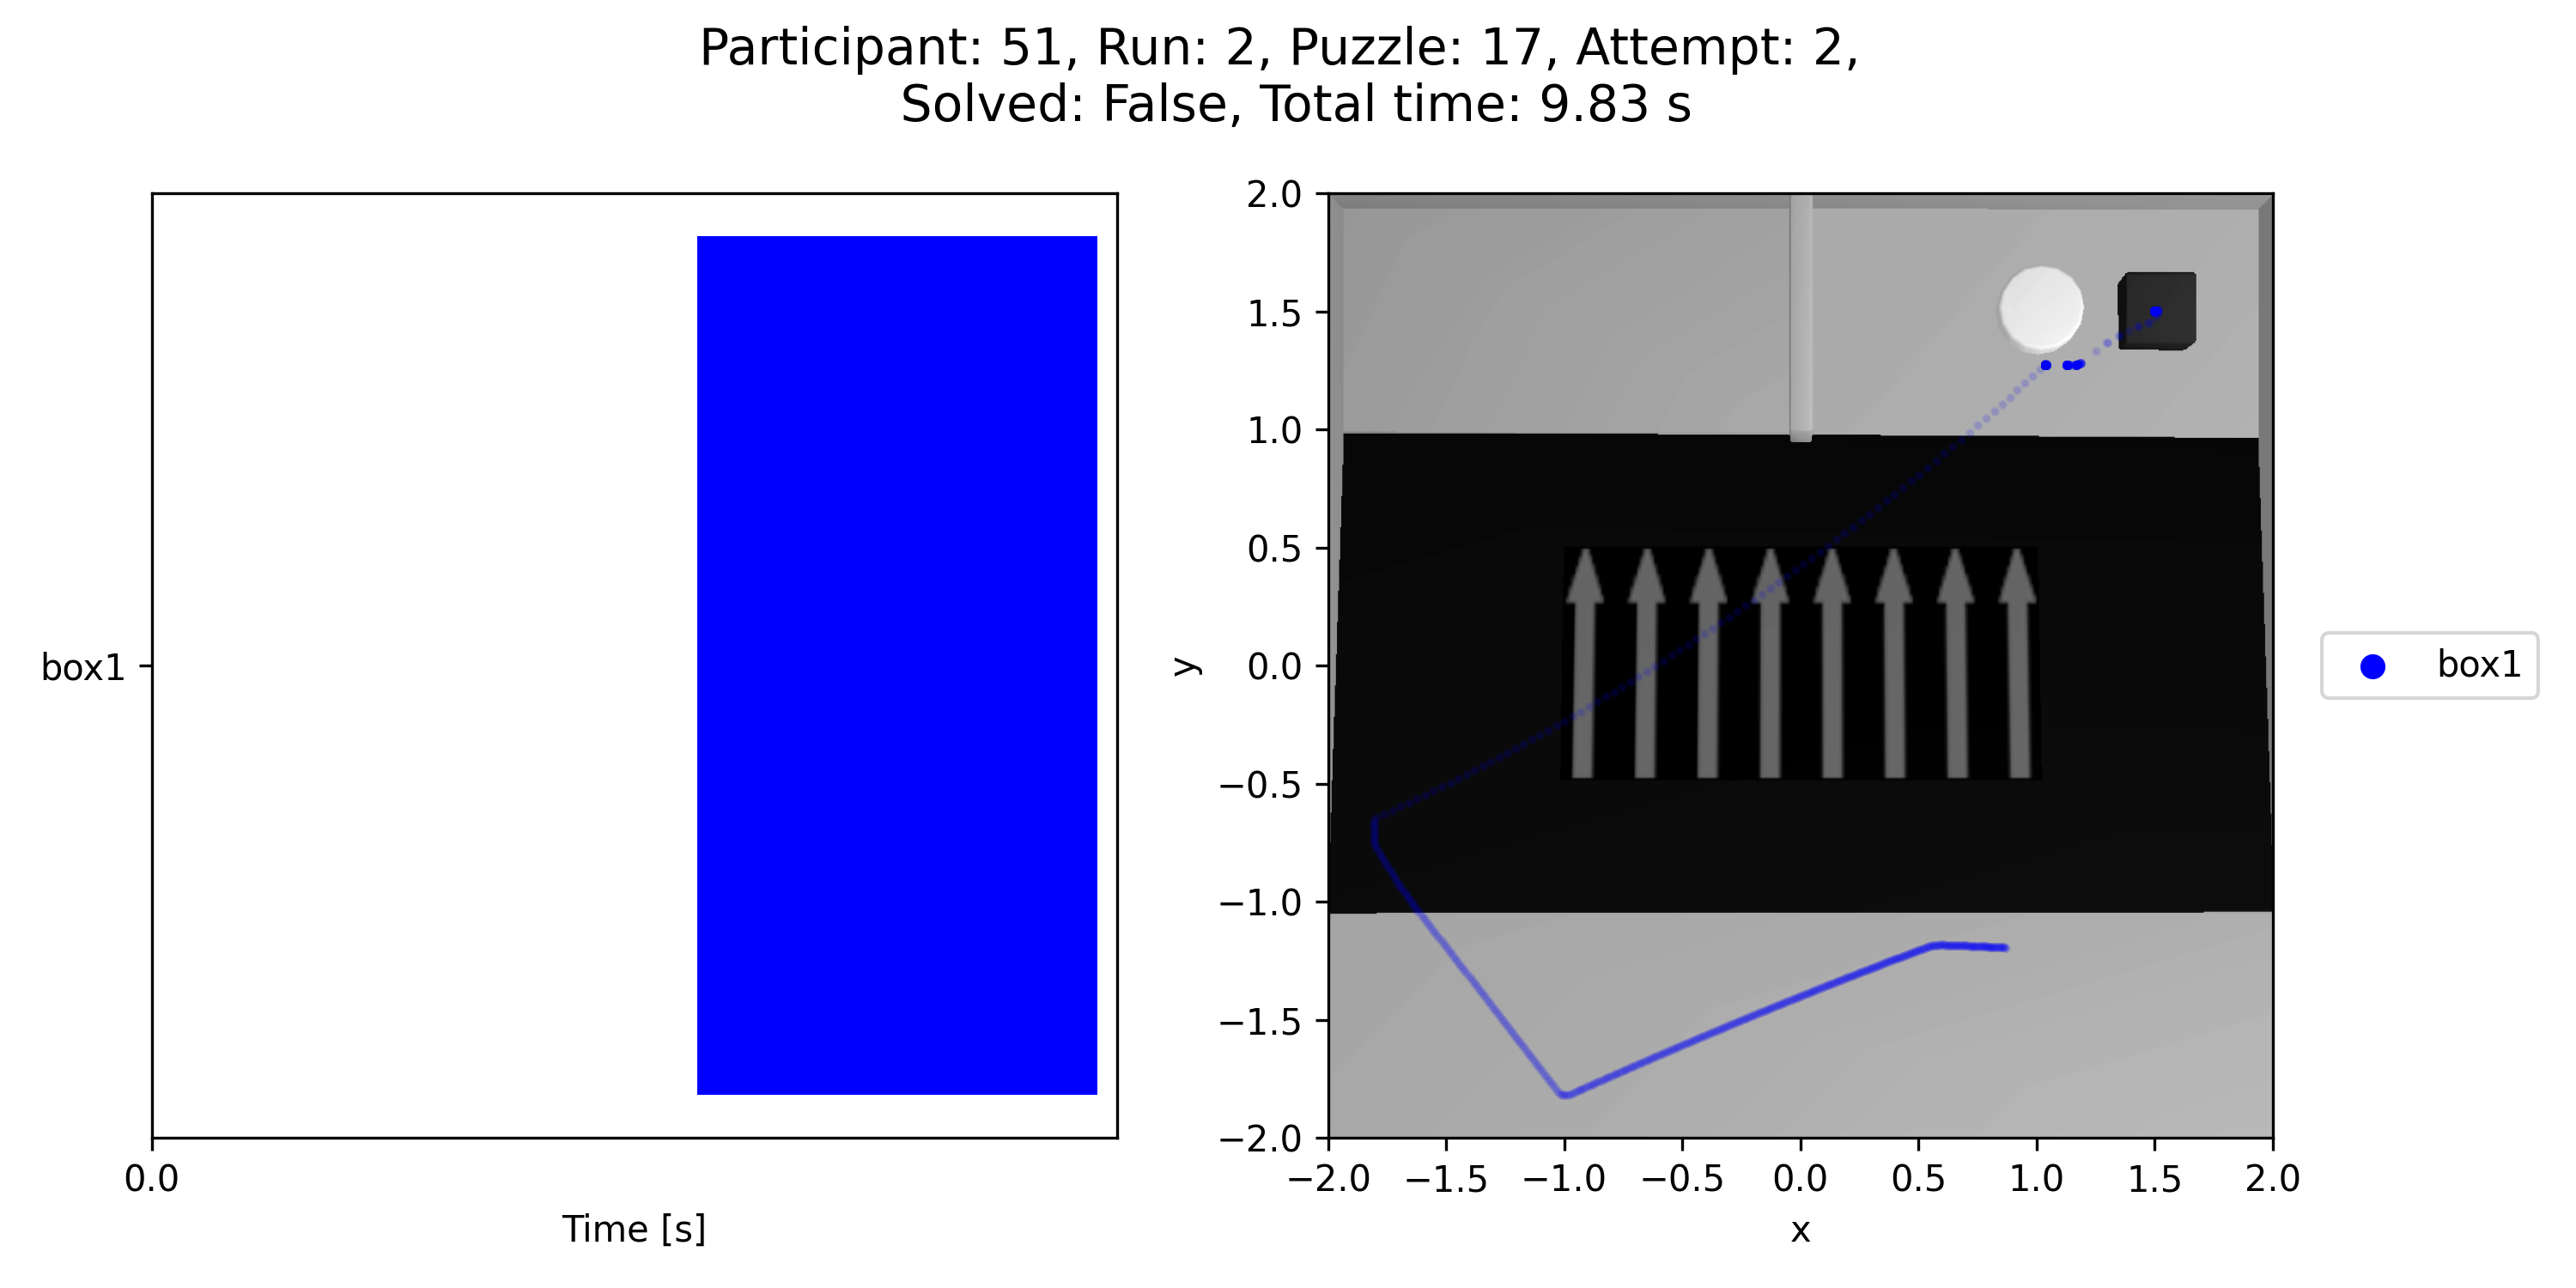 Participant: 51, Run: 2, Puzzle: 17, Attempt: 2,
Solved: False, Total time: 9.83 s
box1
0.0
Time [s]
2.0
1.5
1.0
0.5
0.0
−0.5
−1.0
−1.5
−2.0
y
−2.0 −1.5 −1.0 −0.5 0.0 0.5 1.0 1.5 2.0
x
box1